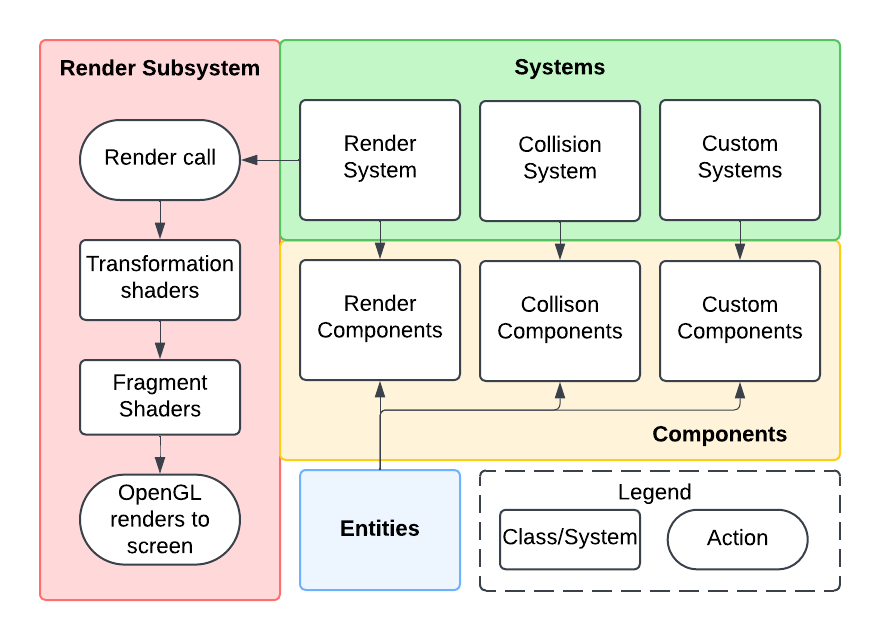 Render Subsystem
Render call
Transformation
shaders
Fragment
Shaders
OpenGL
renders to
screen
Systems
Render
System
Collision
System
Custom
Systems
Render
Components
Collison
Components
Custom
Components
Components
Entities
Legend
Class/System
Action